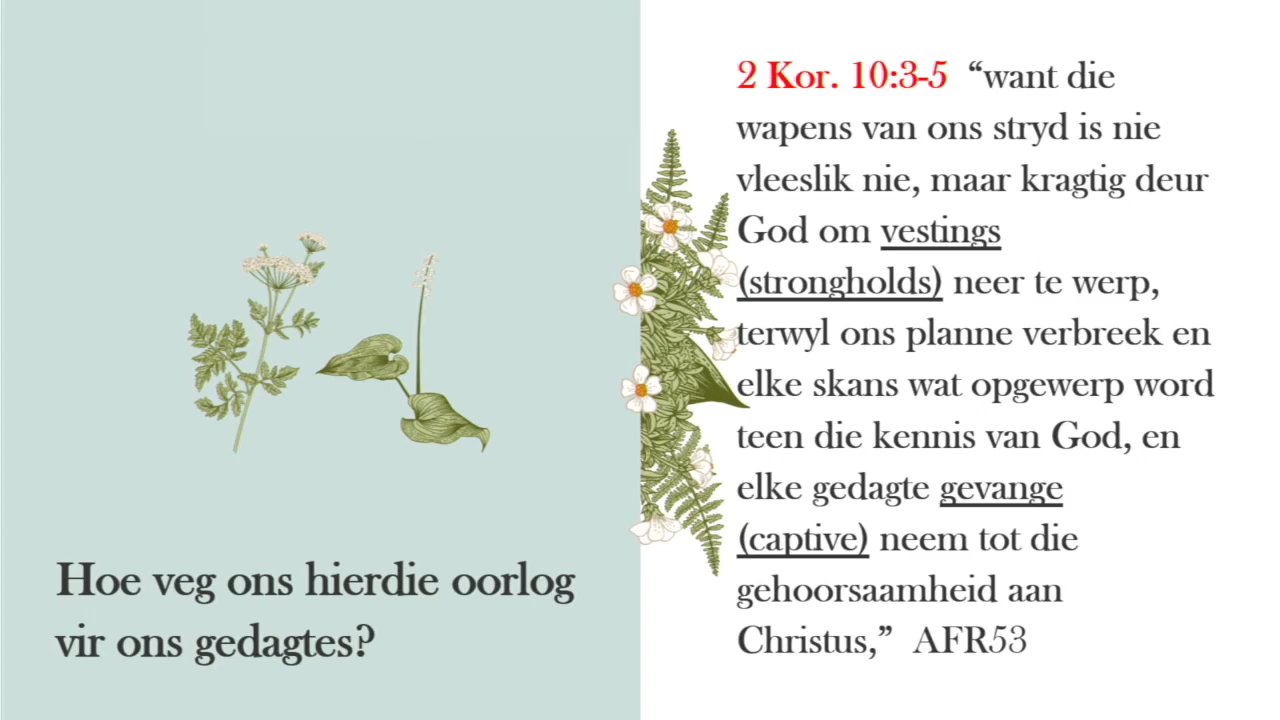 Hoe veg ons hierdie oorlog
vir ons gedagtes?
2 Kor. 10:3-5 “want die
wapens van ons stryd is nie
vleeslik nie, maar kragtig deur
God om vestings
(strongholds) neer te werp,
terwyl ons planne verbreek en
elke skans wat opgewerp word
teen die kennis van God, en
elke gedagte gevange
(captive) neem tot die
gehoorsaamheid aan
Christus,” AFR53